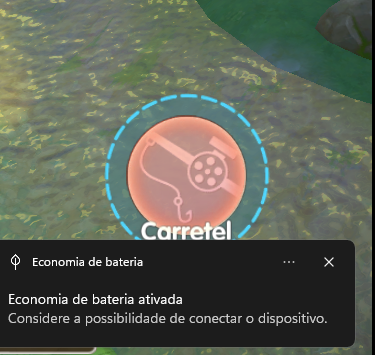 Carretel
Economia de bateria
Economia de bateria ativada
Considere a possibilidade de conectar o dispositivo.